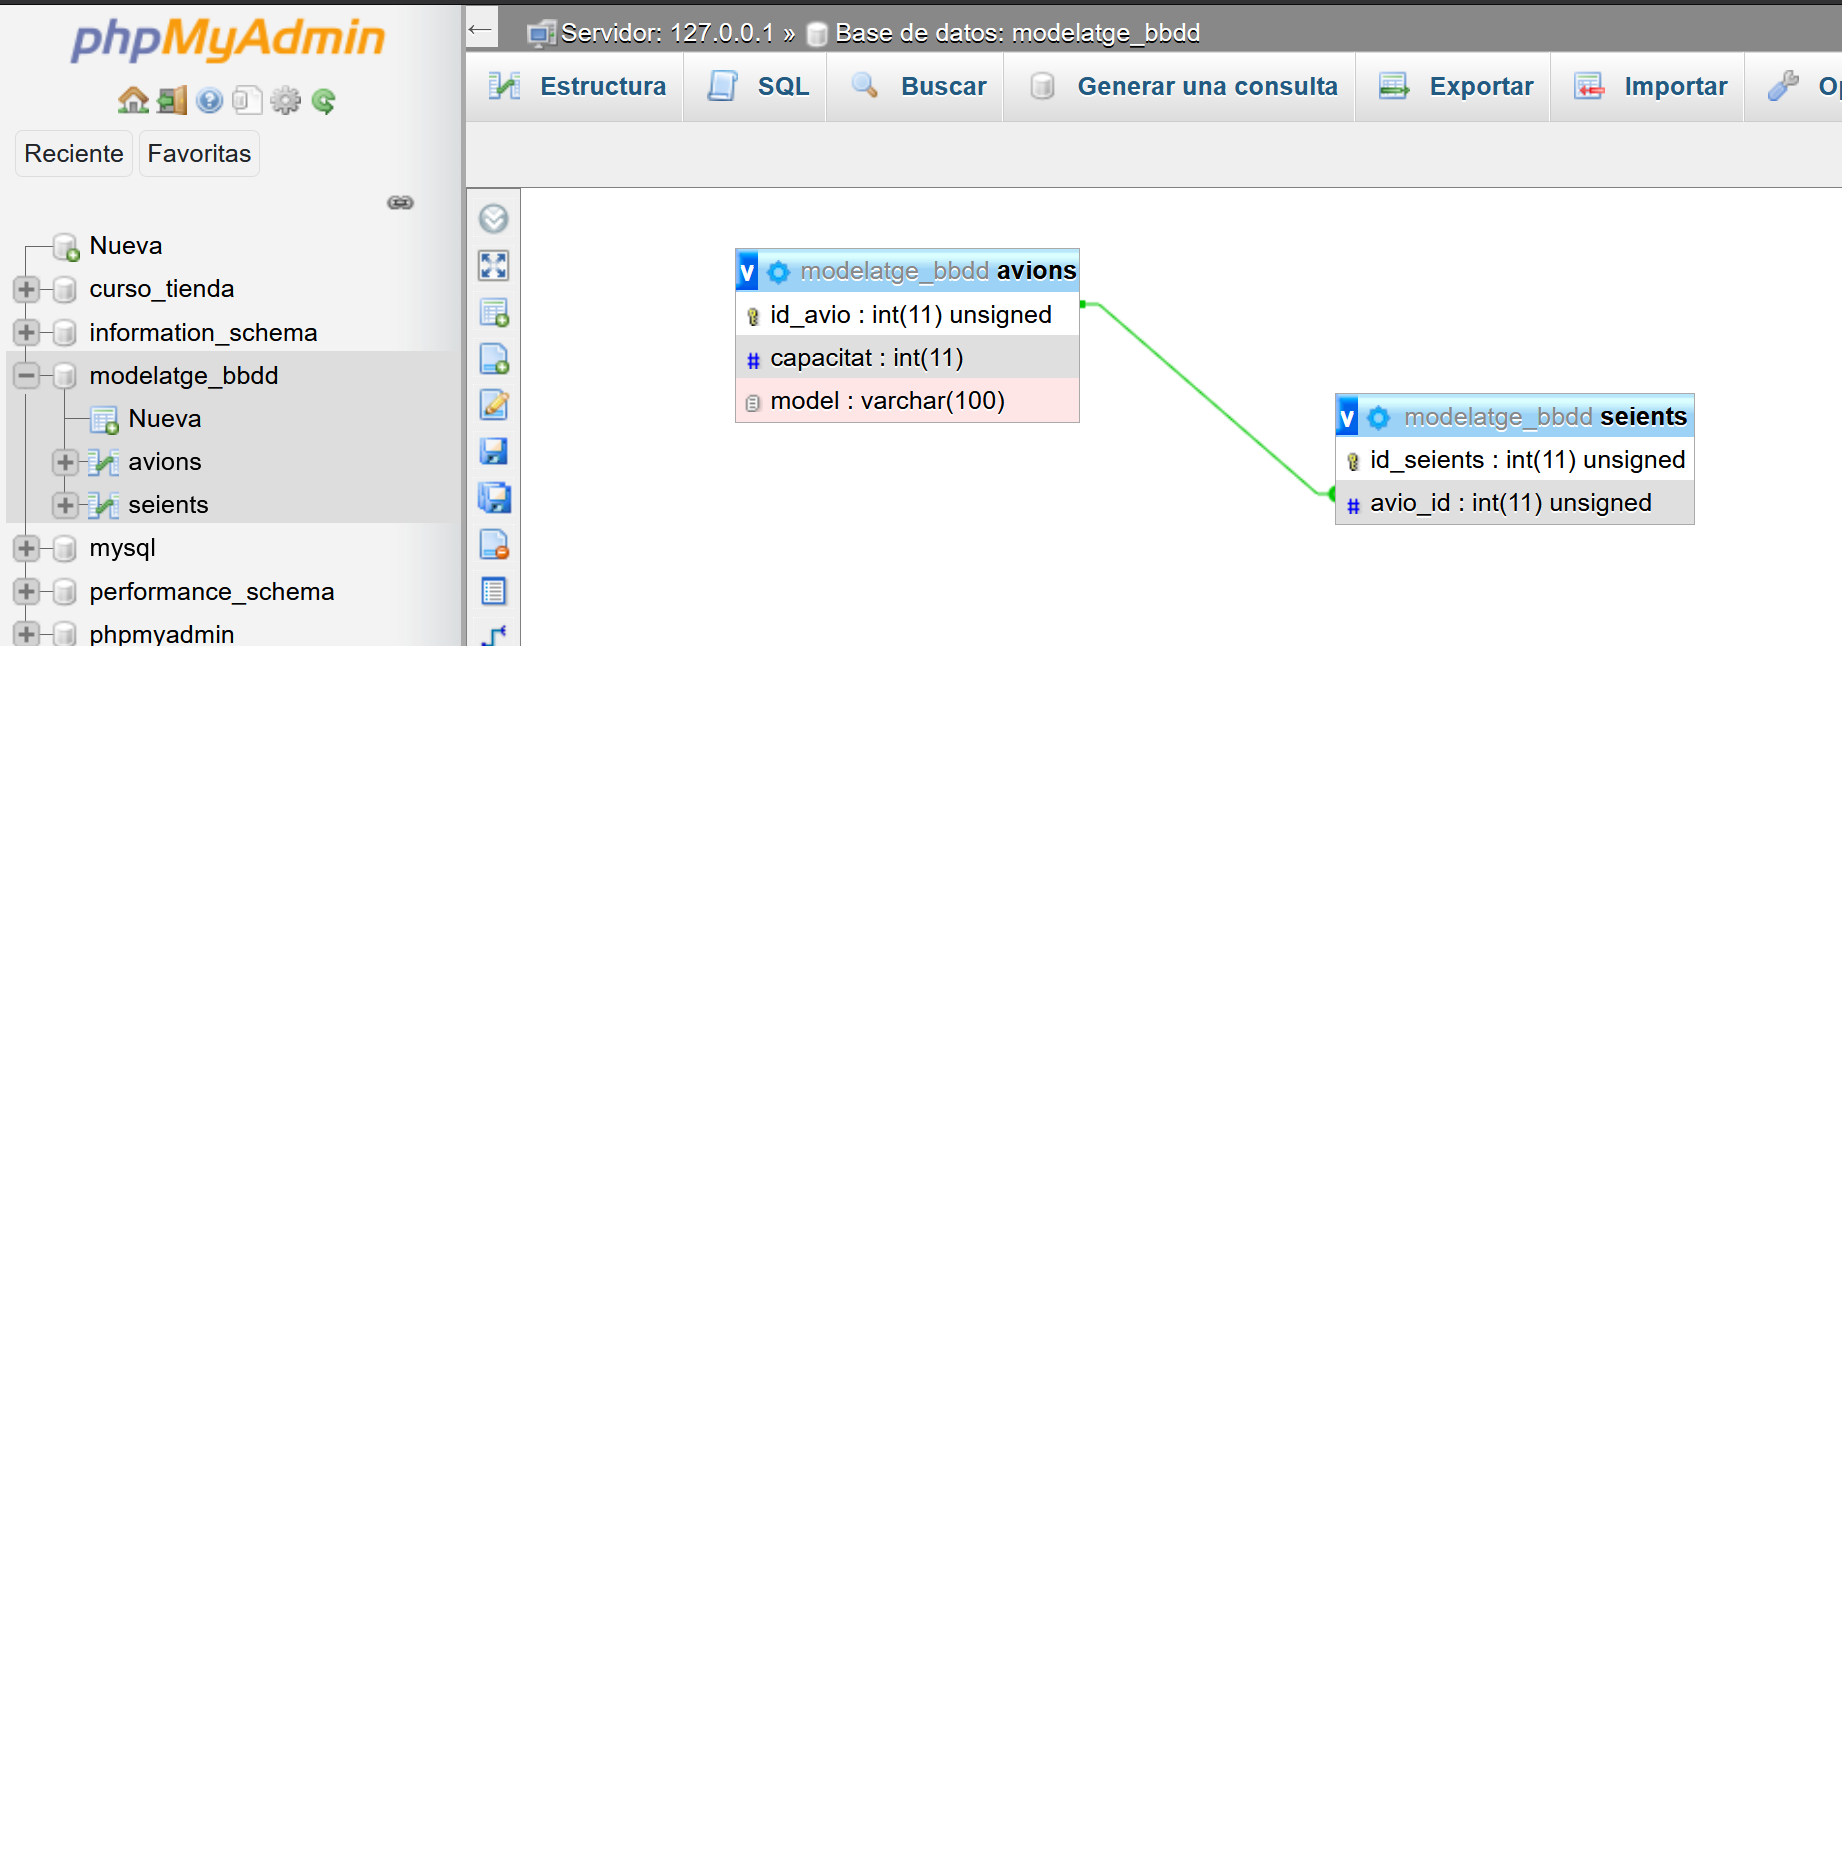 phpMyAdmin
Reciente Favoritas
Nueva
curso_tienda
information_schema
modelatge_bbdd
Nueva
avions
seients
mysql
performance_schema
phpmyadmin
← Servidor: 127.0.0.1 » Base de datos: modelatge_bbdd
Estructura SQL Buscar Generar una consulta Exportar Importar
v modelatge_bbdd avions
id_avio : int(11) unsigned
# capacitat : int(11)
model : varchar(100)
v modelatge_bbdd seients
id_seients : int(11) unsigned
# avio_id : int(11) unsigned